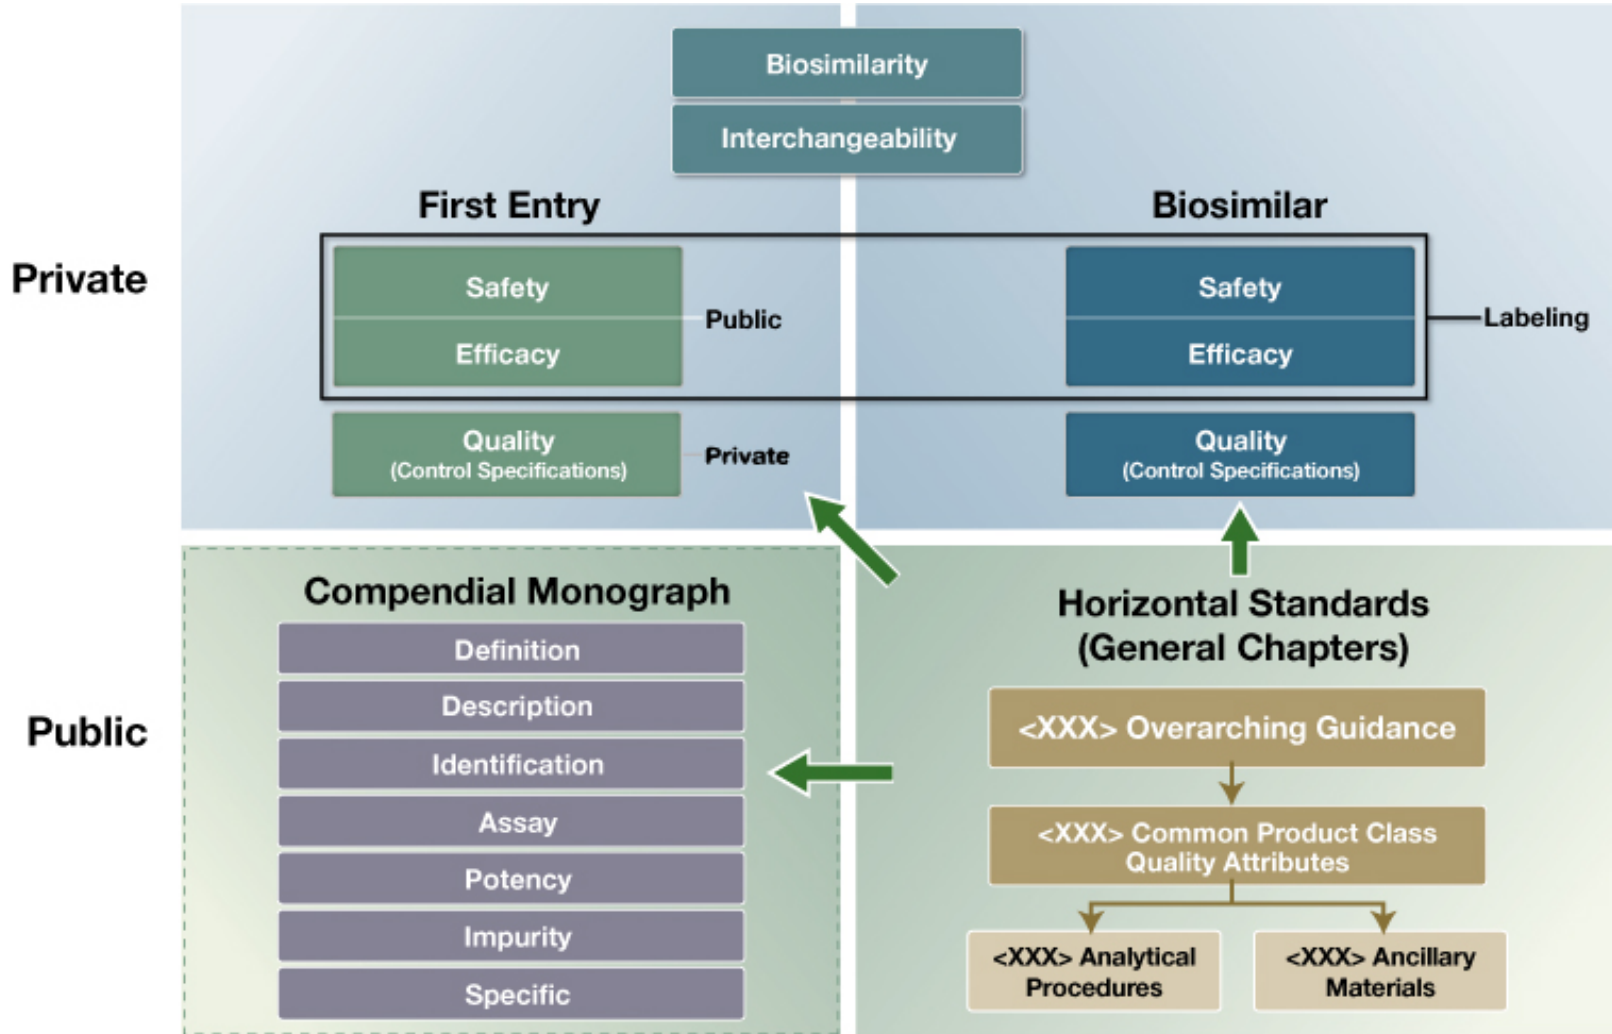 Biosimilarity
Interchangeability
First Entry
Biosimilar
Private
Safety
Efficacy
Public
Safety
Efficacy
Labeling
Quality
(Control Specifications)
Private
Quality
(Control Specifications)
Public
Compendial Monograph
Definition
Description
Identification
Assay
Potency
Impurity
Specific
Horizontal Standards
(General Chapters)
<XXX> Overarching Guidance
<XXX> Common Product Class
Quality Attributes
<XXX> Analytical
Procedures
<XXX> Ancillary
Materials